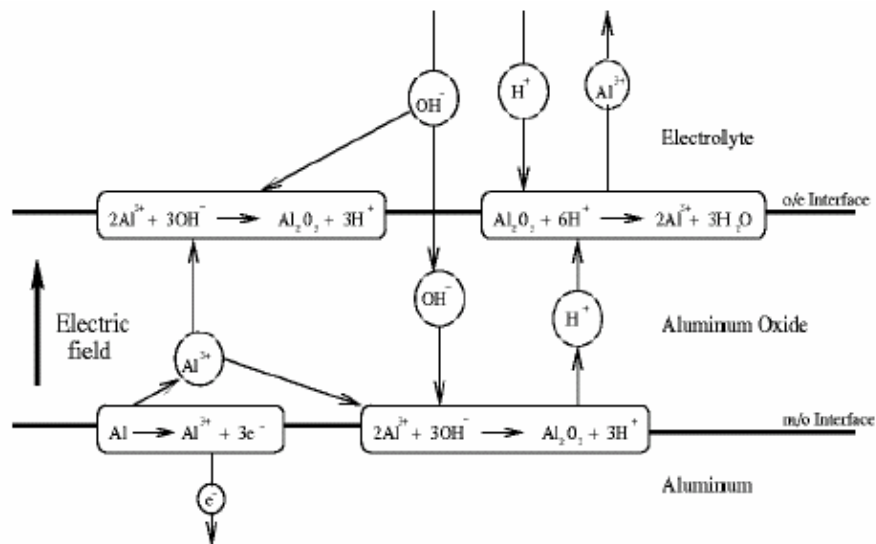 OH⁻
H⁺
Al³⁺
Electrolyte
o/e Interface
2Al³⁺ + 3OH⁻ → Al₂O₃ + 3H⁺
Al₂O₃ + 6H⁺ → 2Al³⁺ + 3H₂O
OH⁻
H⁺
Electric
field
Aluminum Oxide
Al³⁺
m/o Interface
Al → Al³⁺ + 3e⁻
2Al³⁺ + 3OH⁻ → Al₂O₃ + 3H⁺
e⁻
Aluminum